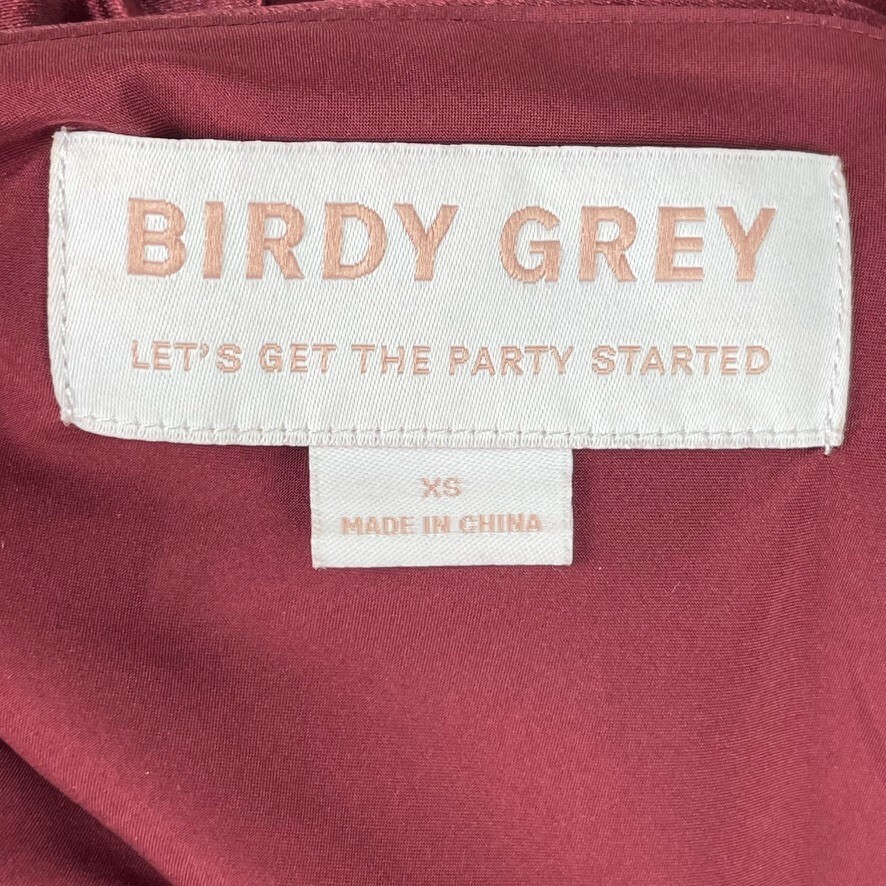 BIRDY GREY
LET'S GET THE PARTY STARTED
XS
MADE IN CHINA